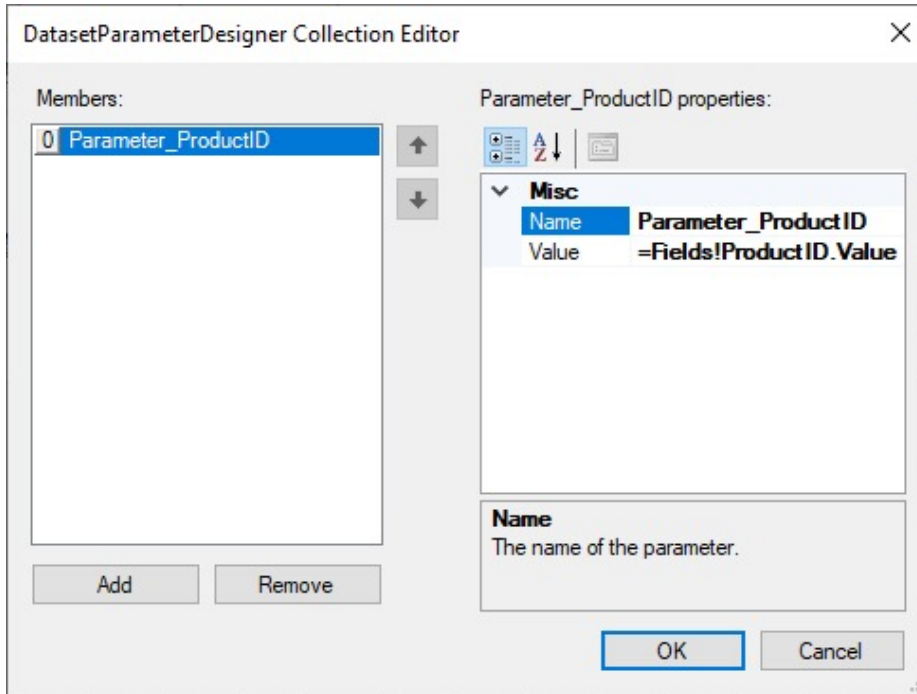 DatasetParameterDesigner Collection Editor
Members:
0 Parameter_ProductID
Add
Remove
Parameter_ProductID properties:
A
Z
Misc
Name Parameter_ProductID
Value =Fields!ProductID.Value
Name
The name of the parameter.
OK
Cancel